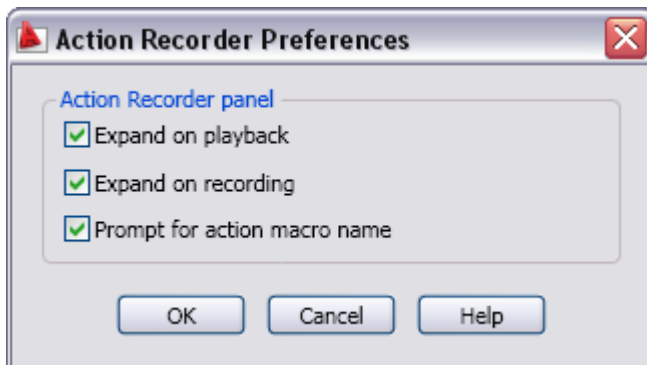 Action Recorder Preferences
Action Recorder panel
Expand on playback
Expand on recording
Prompt for action macro name
OK Cancel Help